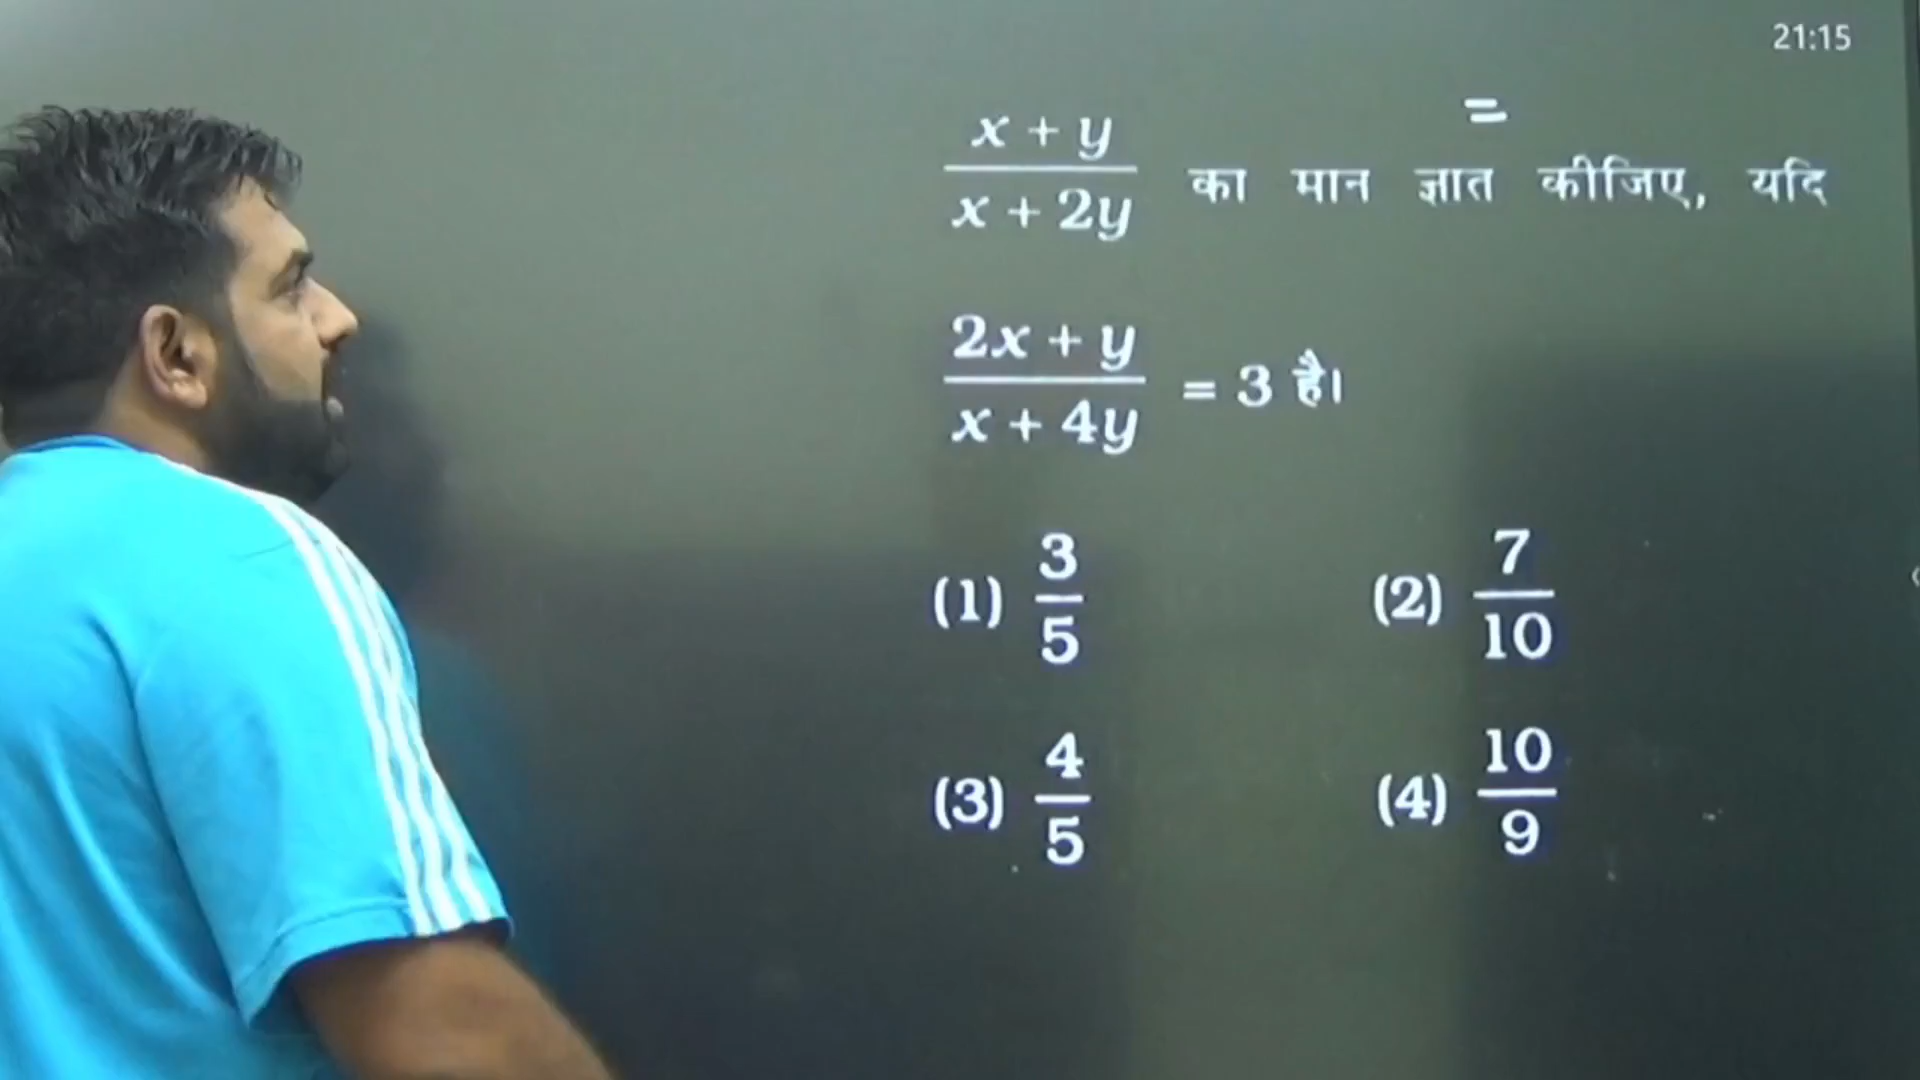 21:15
=
x + y / x + 2y का मान ज्ञात कीजिए, यदि
2x + y / x + 4y = 3 है।
(1) 3/5 (2) 7/10
(3) 4/5 (4) 10/9